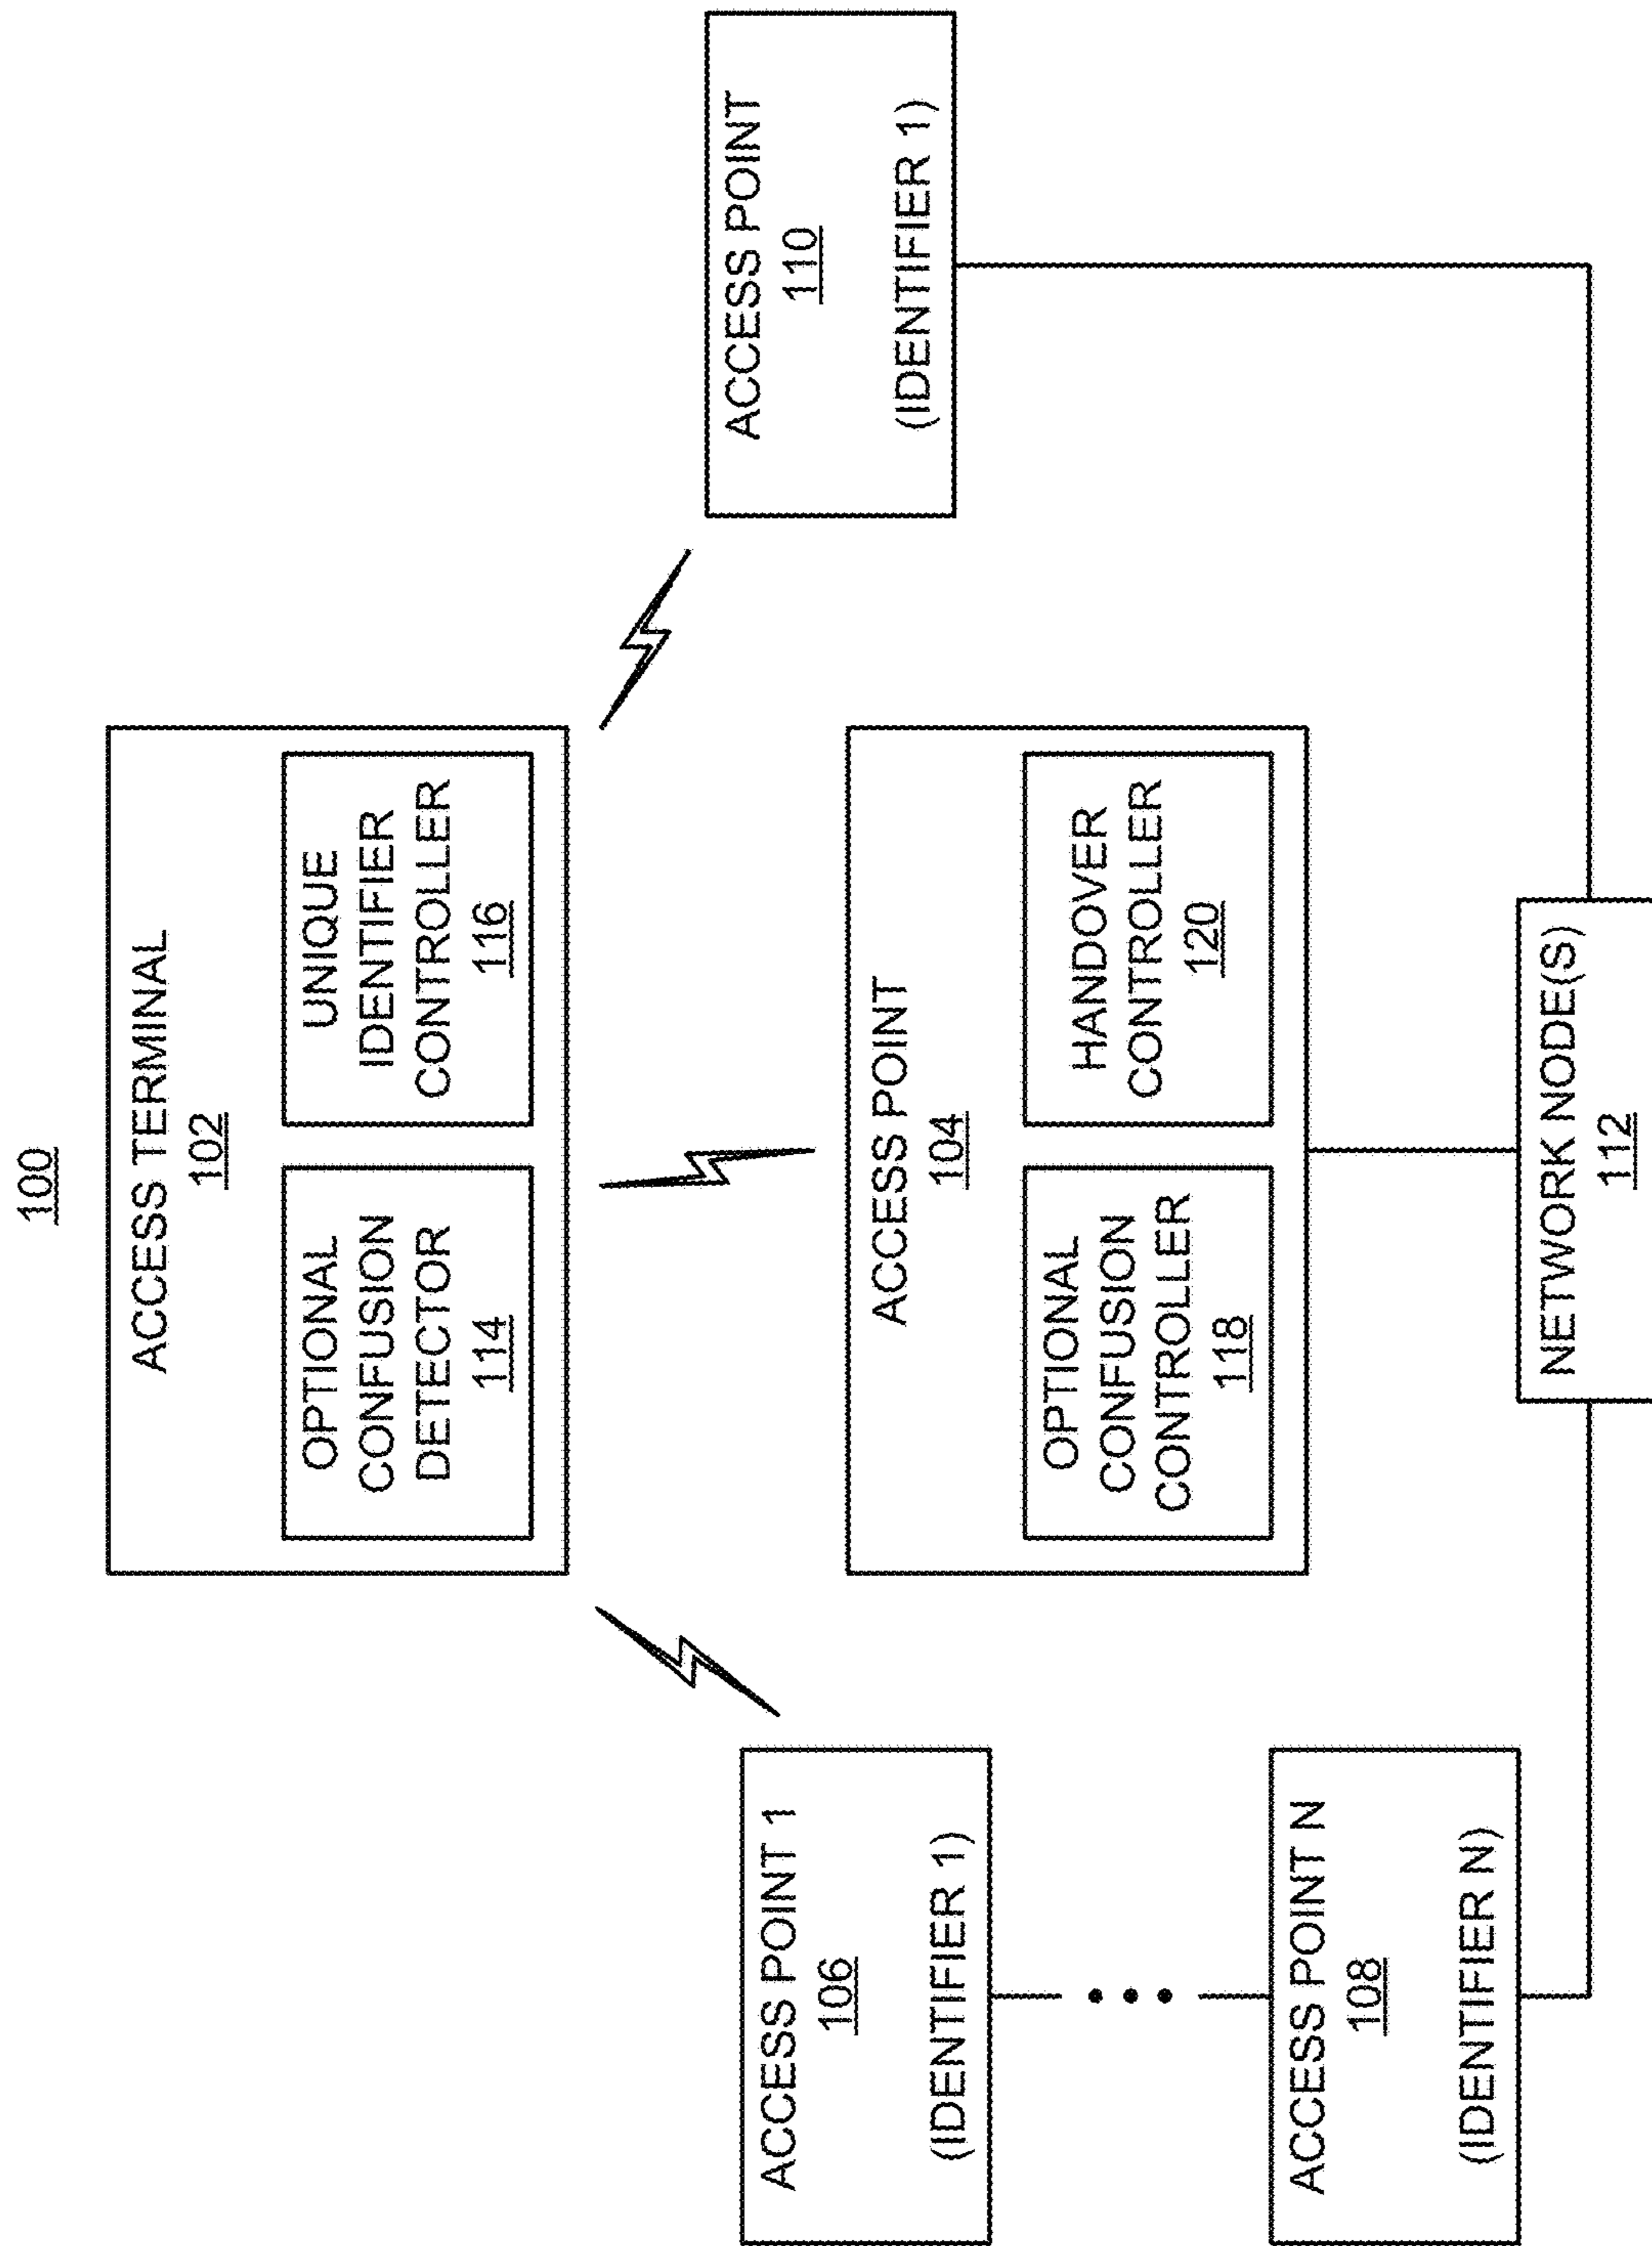 100
ACCESS TERMINAL
102
OPTIONAL
CONFUSION
DETECTOR
114
UNIQUE
IDENTIFIER
CONTROLLER
116
ACCESS POINT 1
106
(IDENTIFIER 1)
ACCESS POINT
104
OPTIONAL
CONFUSION
CONTROLLER
118
HANDOVER
CONTROLLER
120
ACCESS POINT
110
(IDENTIFIER 1)
ACCESS POINT N
108
(IDENTIFIER N)
NETWORK NODE(S)
112